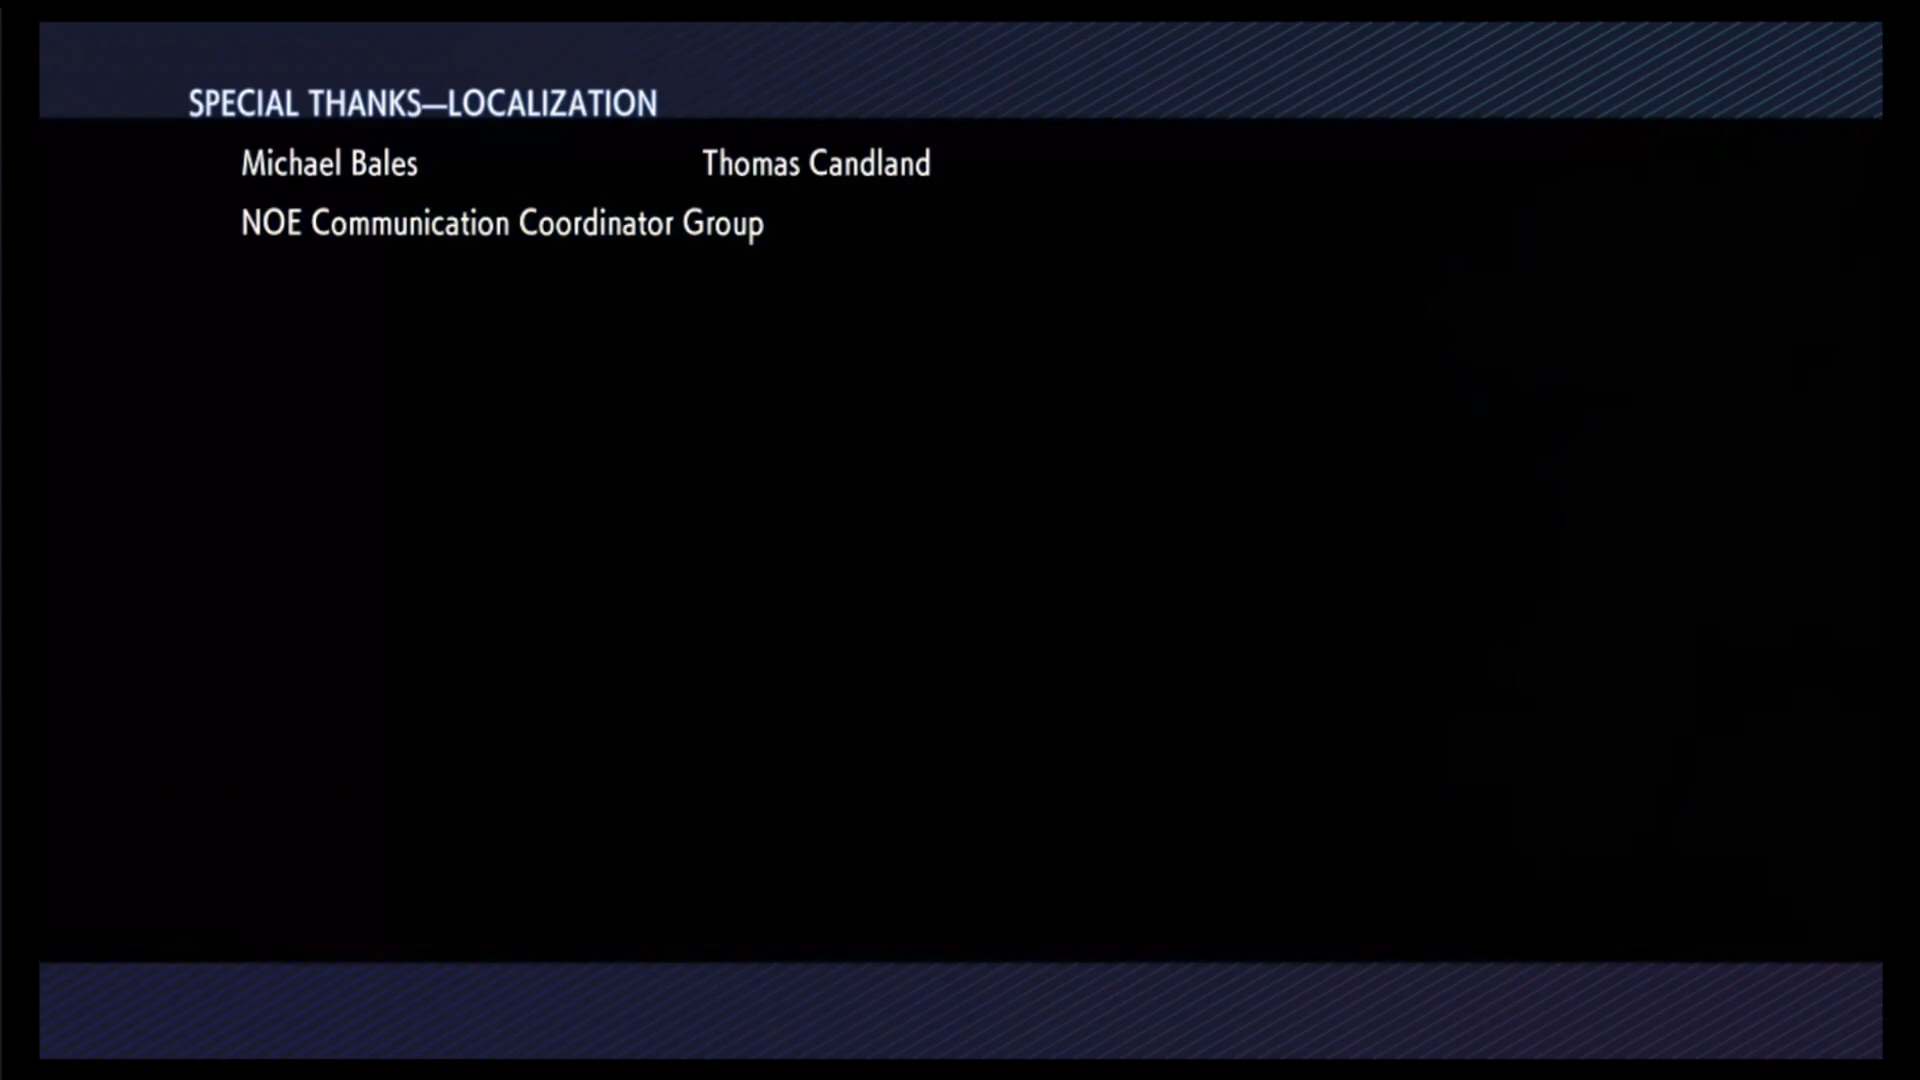 SPECIAL THANKS—LOCALIZATION
Michael Bales Thomas Candland
NOE Communication Coordinator Group